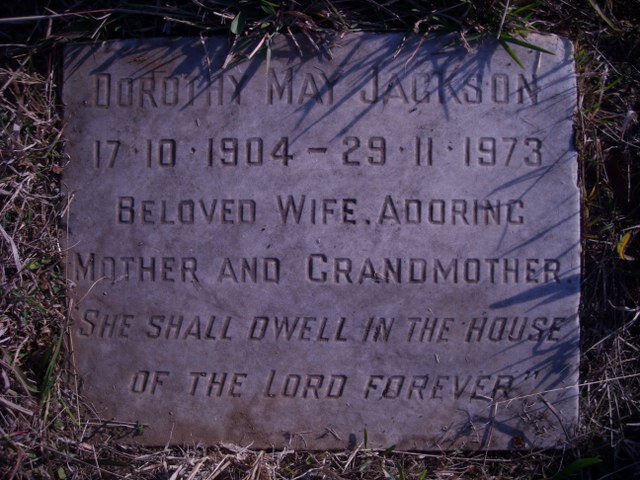 Dorothy May Jackson
17·10·1904 – 29·11·1973
Beloved Wife. Adoring
Mother and Grandmother.
"She shall dwell in the house
of the Lord forever"